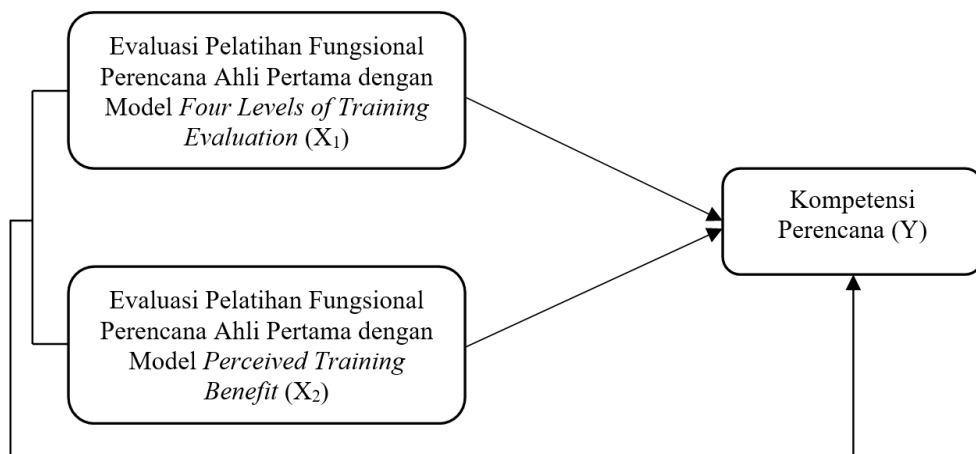 Evaluasi Pelatihan Fungsional
Perencana Ahli Pertama dengan
Model Four Levels of Training
Evaluation (X₁)
Kompetensi
Perencana (Y)
Evaluasi Pelatihan Fungsional
Perencana Ahli Pertama dengan
Model Perceived Training
Benefit (X₂)